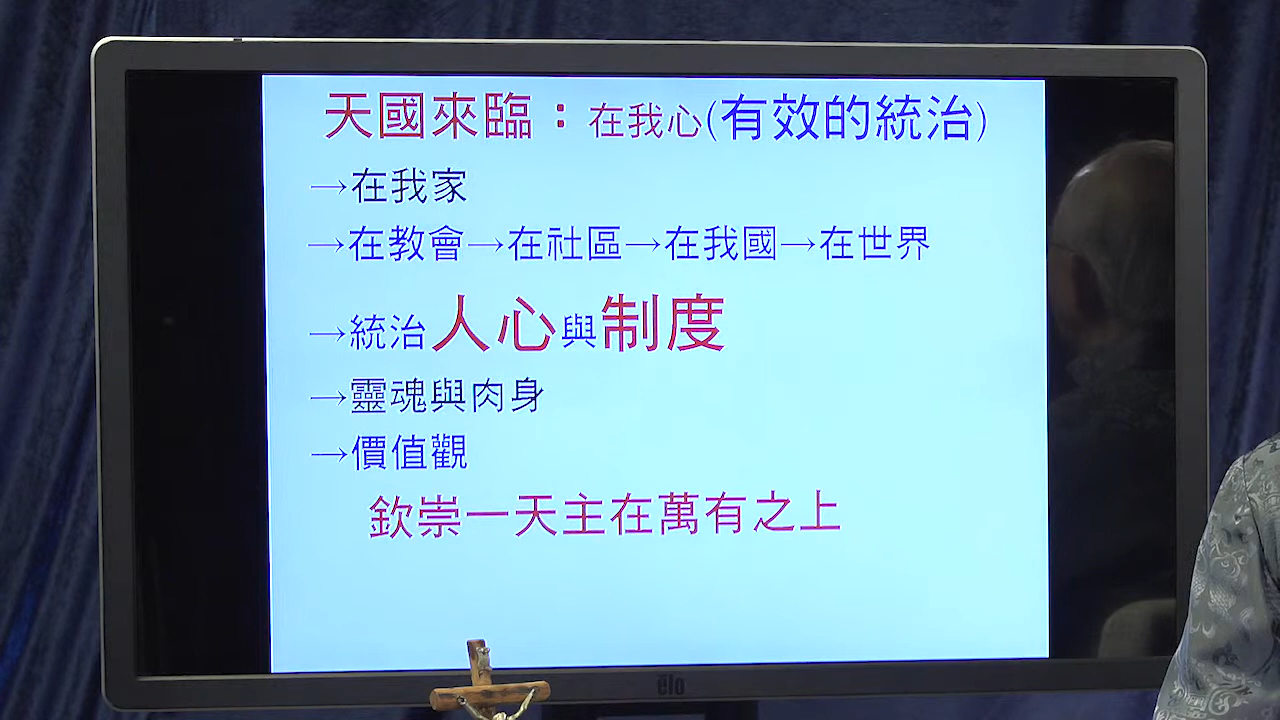 天國來臨：在我心(有效的統治)
→在我家
→在教會→在社區→在我國→在世界
→統治人心與制度
→靈魂與肉身
→價值觀
欽崇一天主在萬有之上
elo